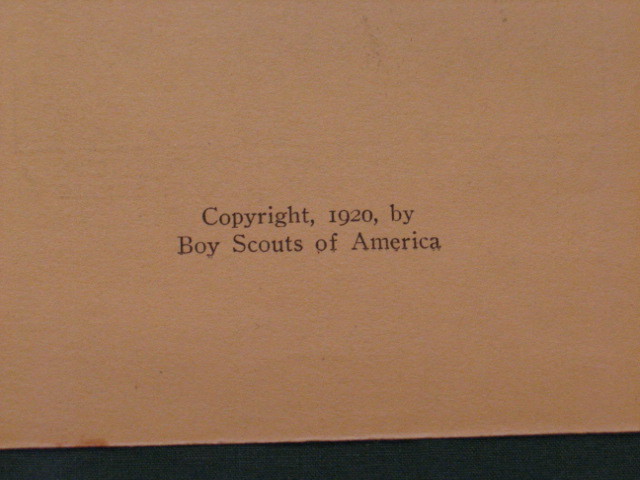 Copyright, 1920, by
Boy Scouts of America